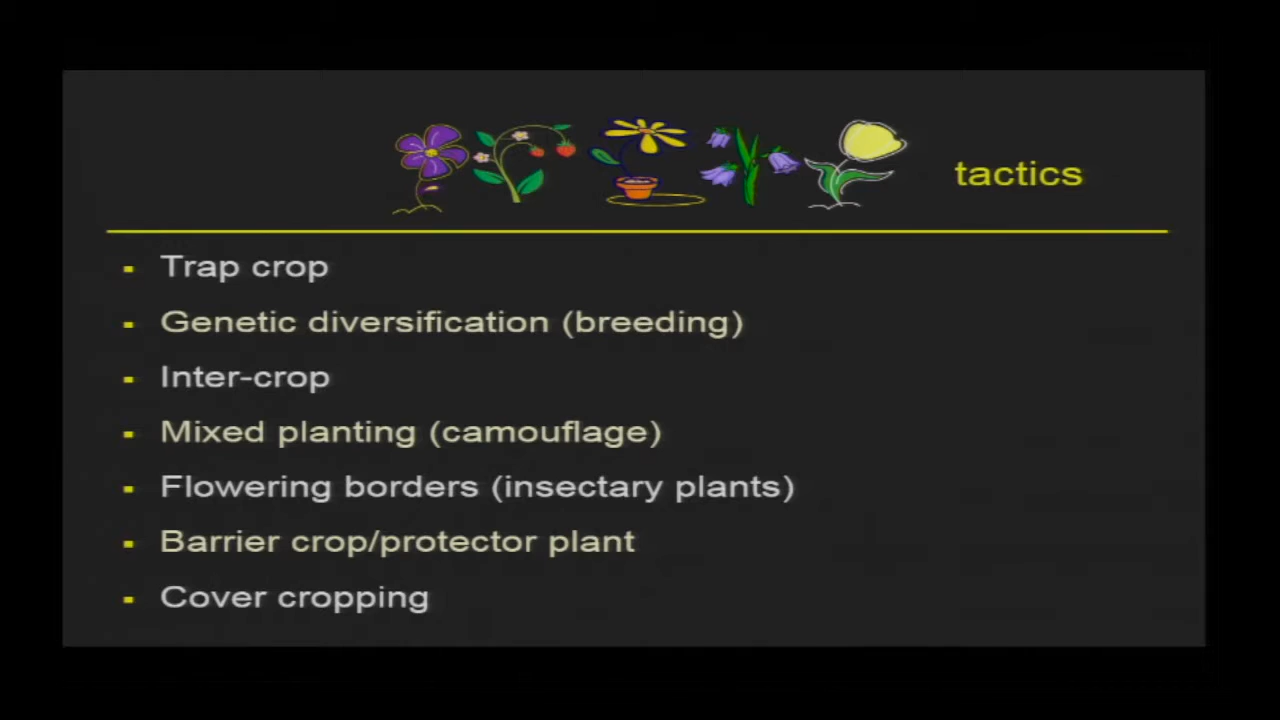 tactics
Trap crop
Genetic diversification (breeding)
Inter-crop
Mixed planting (camouflage)
Flowering borders (insectary plants)
Barrier crop/protector plant
Cover cropping